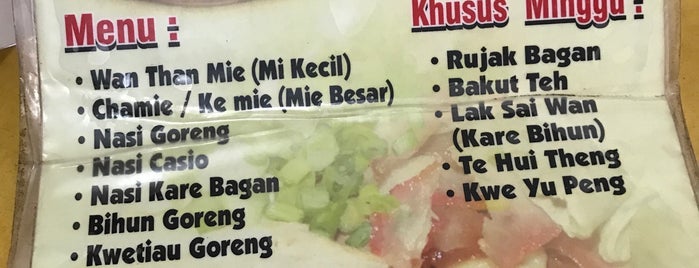 Menu :
• Wan Than Mie (Mi Kecil)
• Chamie / Ke mie (Mie Besar)
• Nasi Goreng
• Nasi Casio
• Nasi Kare Bagan
• Bihun Goreng
• Kwetiau Goreng
Khusus Minggu :
• Rujak Bagan
• Bakut Teh
• Lak Sai Wan
(Kare Bihun)
• Te Hui Theng
• Kwe Yu Peng